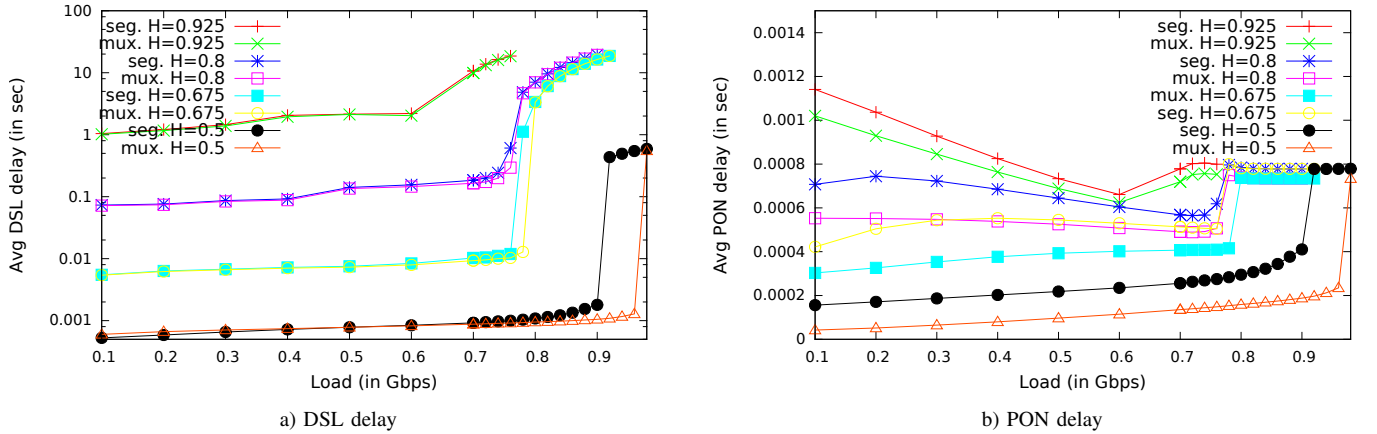 100
10
1
0.1
0.01
0.001
Avg DSL delay (in sec)
seg. H=0.925
mux. H=0.925
seg. H=0.8
mux. H=0.8
seg. H=0.675
mux. H=0.675
seg. H=0.5
mux. H=0.5
0.1 0.2 0.3 0.4 0.5 0.6 0.7 0.8 0.9
Load (in Gbps)
a) DSL delay
0.0014
0.0012
0.001
0.0008
0.0006
0.0004
0.0002
0
Avg PON delay (in sec)
seg. H=0.925
mux. H=0.925
seg. H=0.8
mux. H=0.8
mux. H=0.675
seg. H=0.675
seg. H=0.5
mux. H=0.5
0.1 0.2 0.3 0.4 0.5 0.6 0.7 0.8 0.9
Load (in Gbps)
b) PON delay